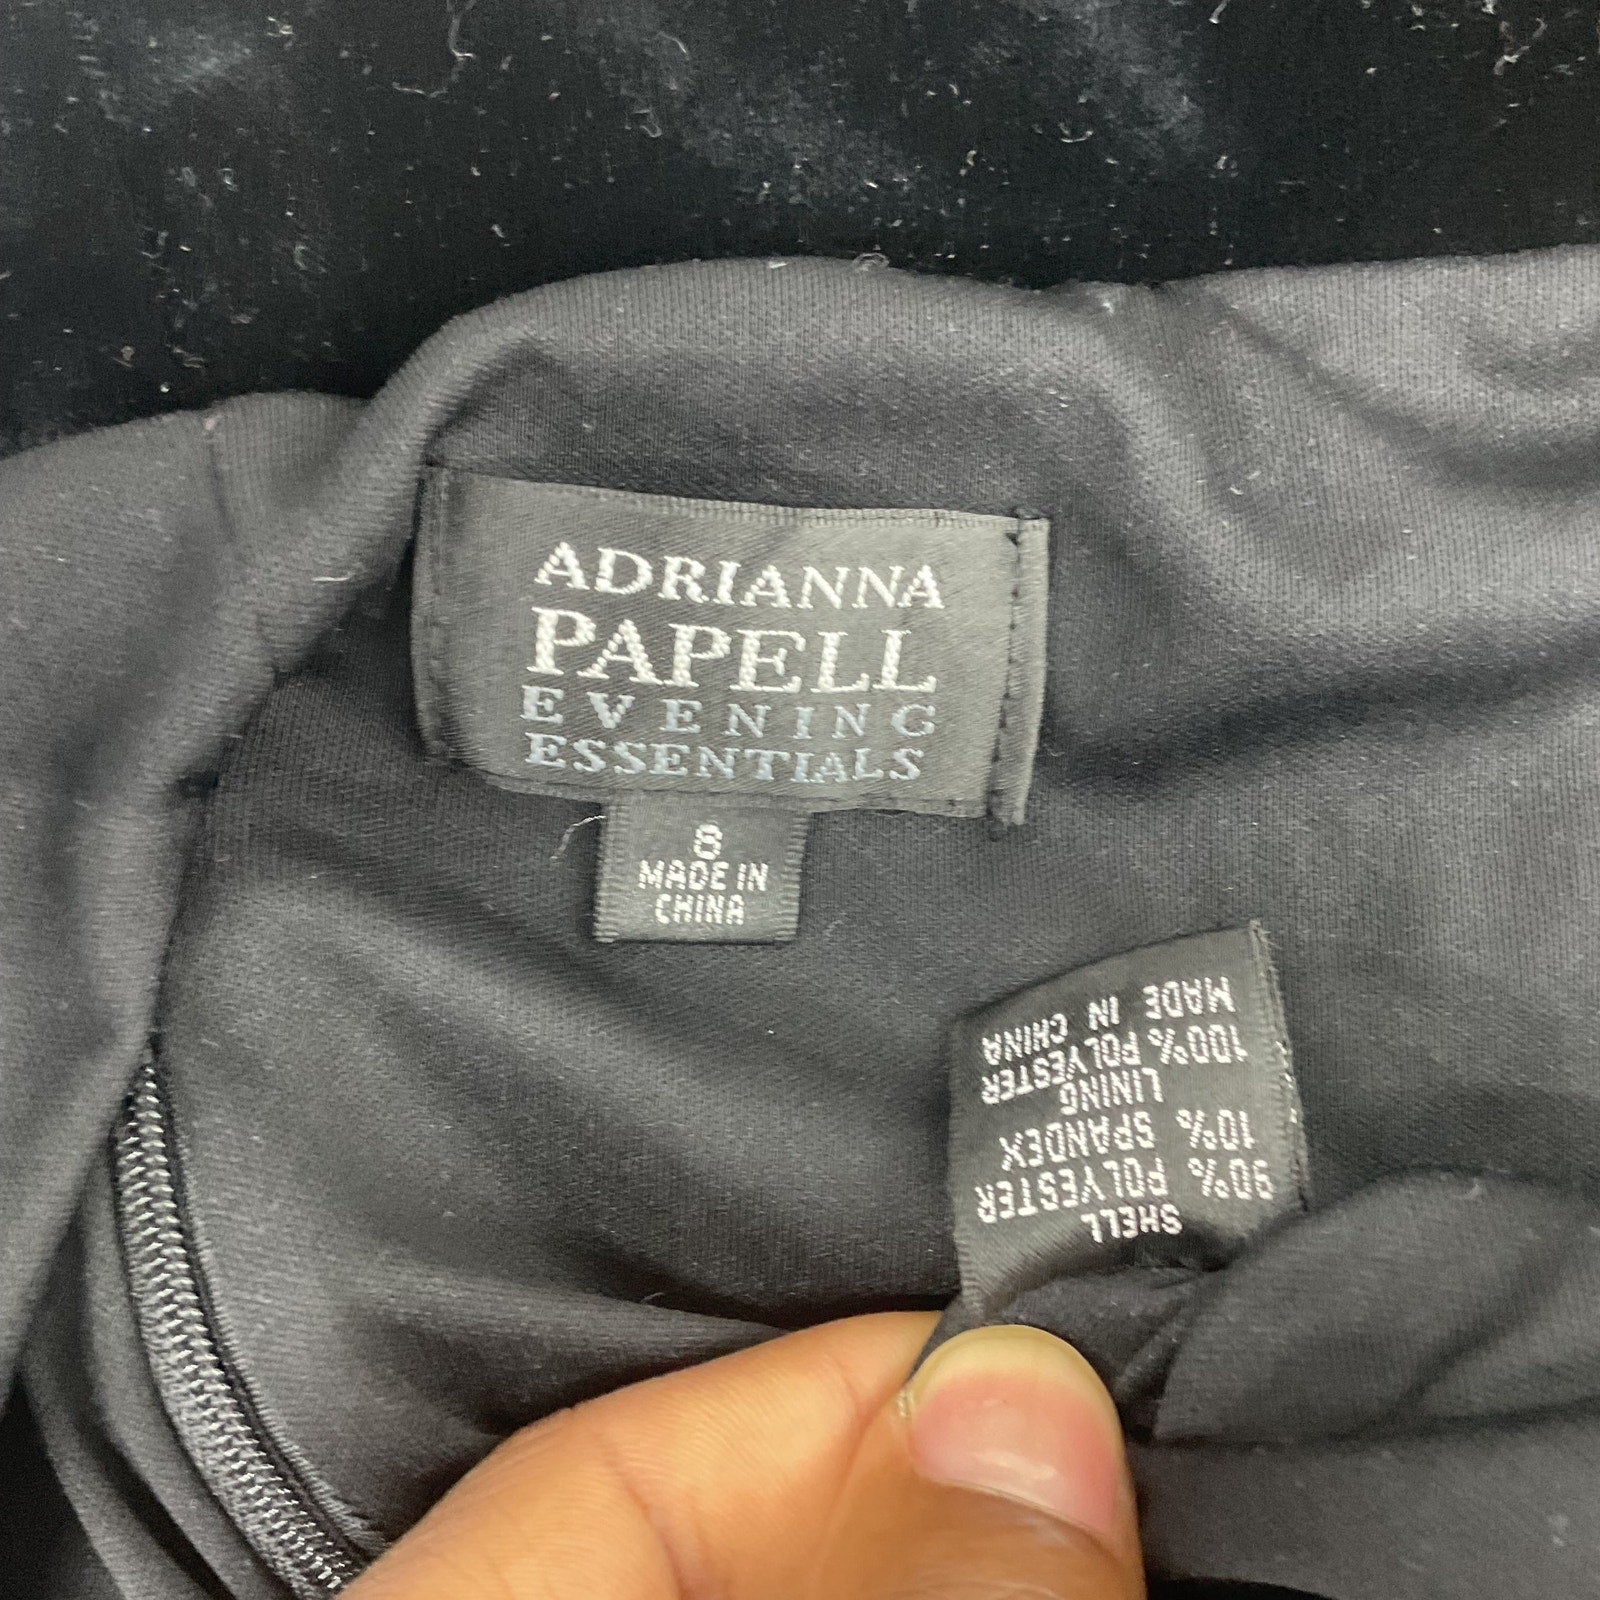 ADRIANNA
PAPELL
EVENING
ESSENTIALS
8
MADE IN
CHINA
SHELL
90% POLYESTER
10% SPANDEX
LINING
100% POLYESTER
MADE IN CHINA